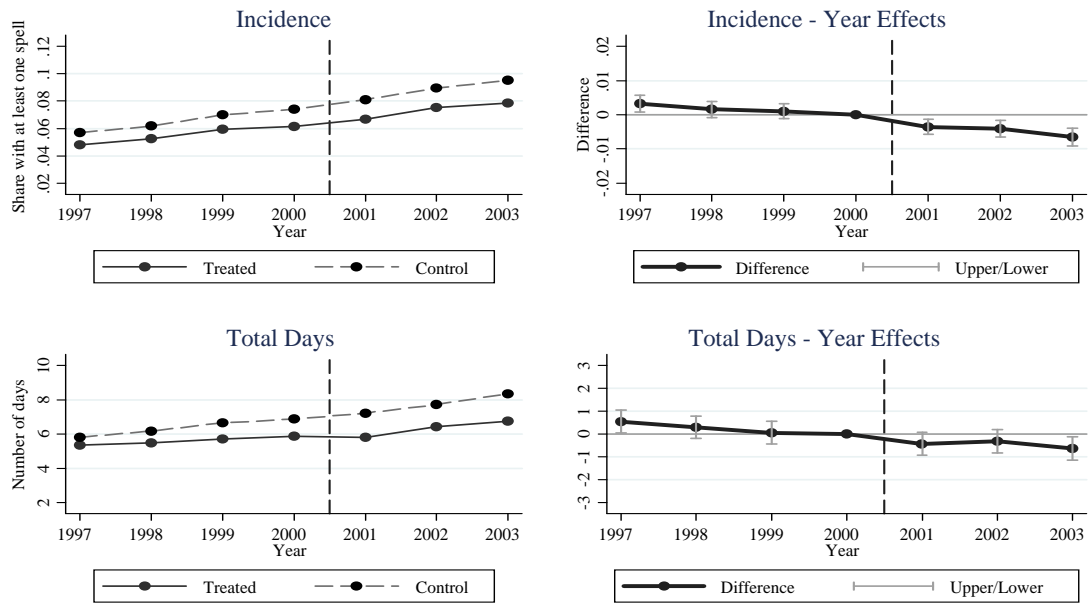 Incidence
Share with at least one spell
.12
.1
.08
.06
.04
.02
1997 1998 1999 2000 2001 2002 2003
Year
Treated Control
Incidence - Year Effects
Difference
.02
.01
0
-.01
-.02
1997 1998 1999 2000 2001 2002 2003
Year
Difference Upper/Lower
Total Days
Number of days
10
8
6
4
2
1997 1998 1999 2000 2001 2002 2003
Year
Treated Control
Total Days - Year Effects
3
2
1
0
-1
-2
-3
1997 1998 1999 2000 2001 2002 2003
Year
Difference Upper/Lower